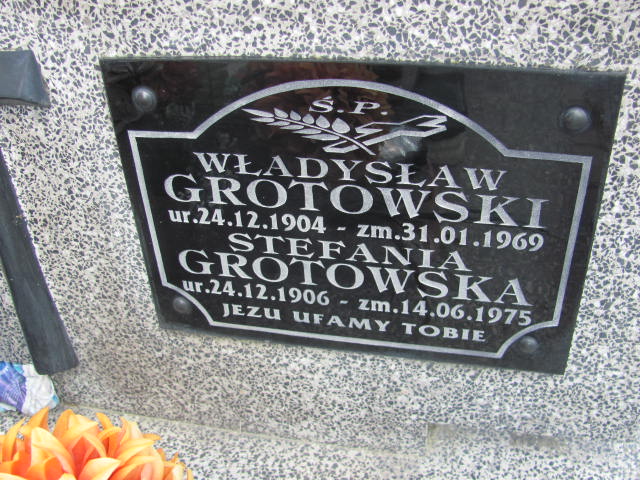 Ś.P.
WŁADYSŁAW
GROTOWSKI
ur.24.12.1904 - zm.31.01.1969
STEFANIA
GROTOWSKA
ur.24.12.1906 - zm.14.06.1975
JEZU UFAMY TOBIE